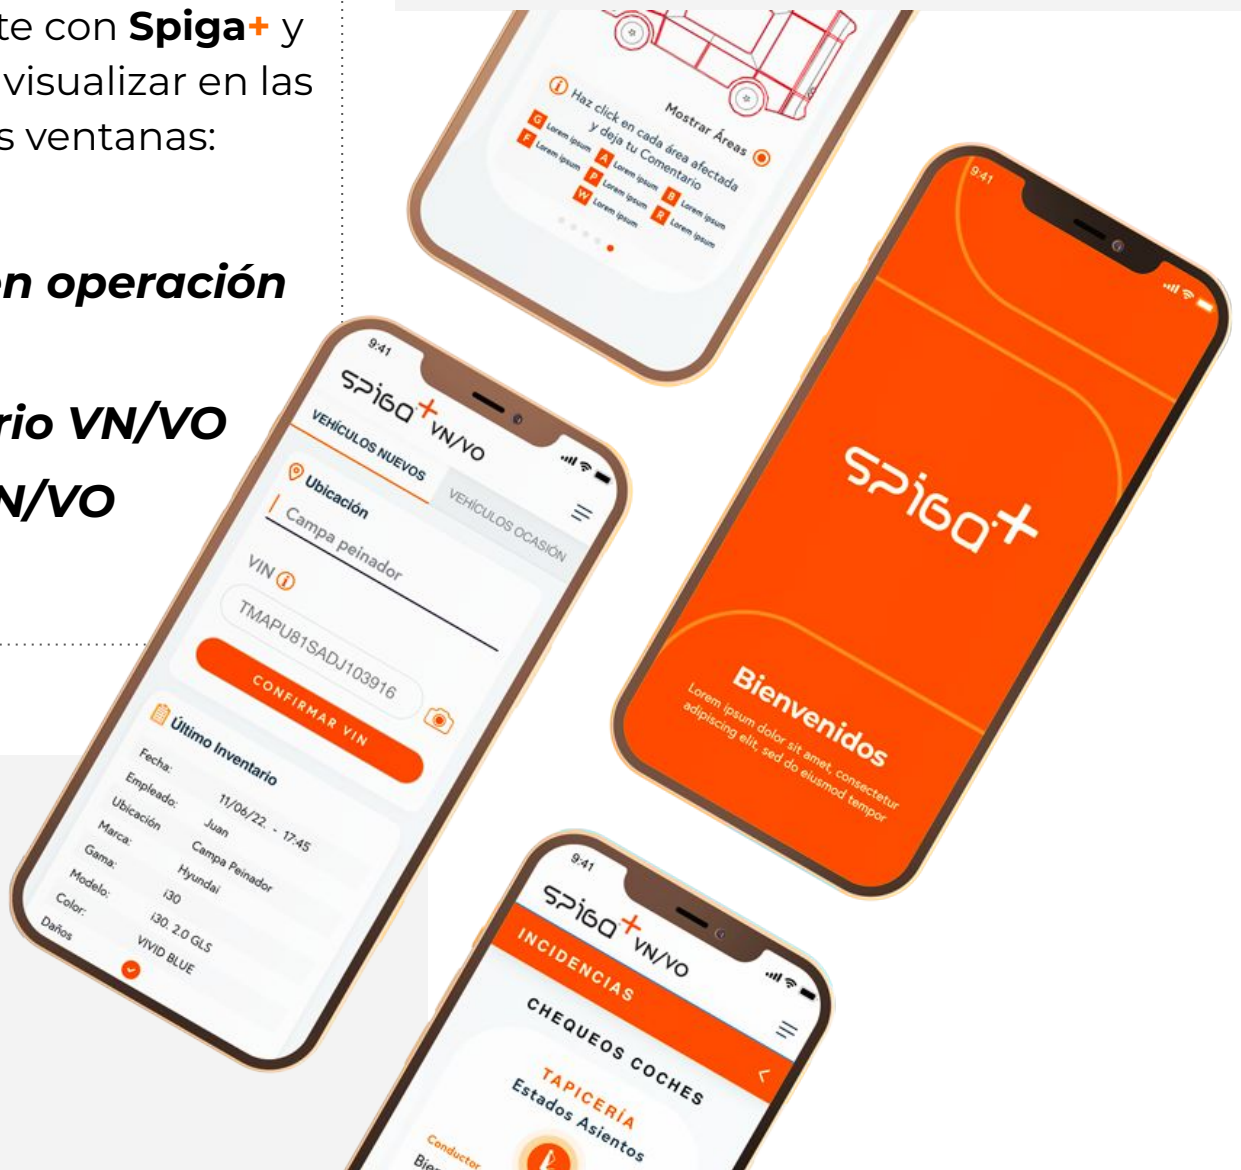 te con Spiga+ y
visualizar en las
s ventanas:
en operación
rio VN/VO
N/VO
Mostrar Áreas
Haz click en cada área afectada
y deja tu Comentario
G Lorem ipsum A Lorem ipsum B Lorem ipsum
F Lorem ipsum P Lorem ipsum R Lorem ipsum
W Lorem ipsum
9:41
SPIGA+
Bienvenidos
Lorem ipsum dolor sit amet, consectetur
adipiscing elit, sed do eiusmod tempor
9:41
SPIGA+ VN/VO
VEHÍCULOS NUEVOS
VEHÍCULOS OCASIÓN
Ubicación
Campa peinador
VIN
TMAPU81SADJ103916
CONFIRMAR VIN
Último Inventario
Fecha: 11/06/22. - 17:45
Empleado: Juan
Ubicación Campa Peinador
Marca: Hyundai
Gama: i30
Modelo: i30. 2.0 GLS
Color: VIVID BLUE
Daños
9:41
SPIGA+ VN/VO
INCIDENCIAS
CHEQUEOS COCHES
TAPICERÍA
Estados Asientos
Conductor